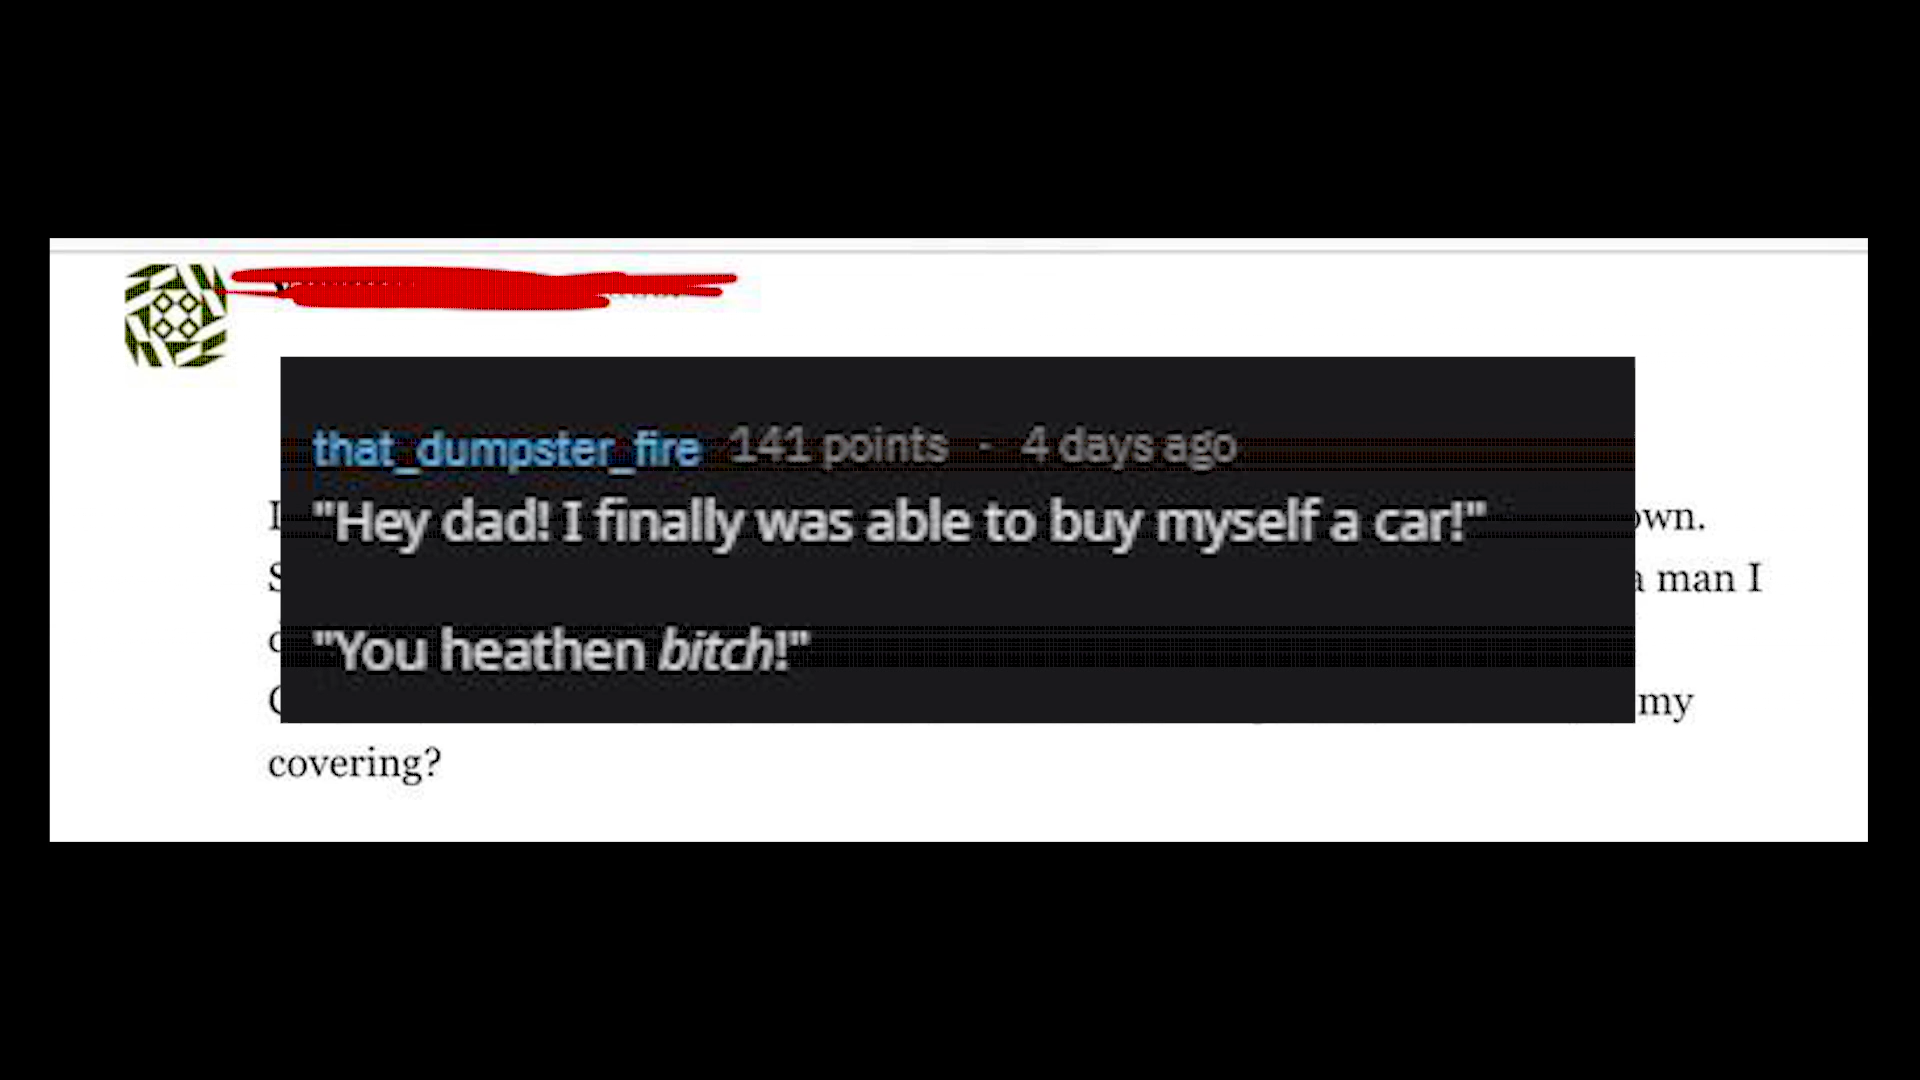 that_dumpster_fire 141 points · 4 days ago
"Hey dad! I finally was able to buy myself a car!"
man I
"You heathen bitch!"
my
covering?